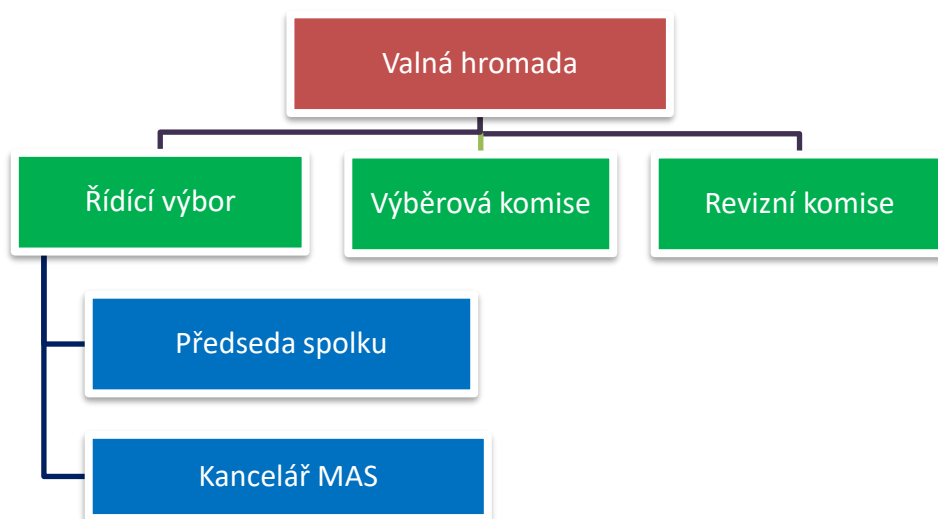 Valná hromada
Řídící výbor
Výběrová komise
Revizní komise
Předseda spolku
Kancelář MAS